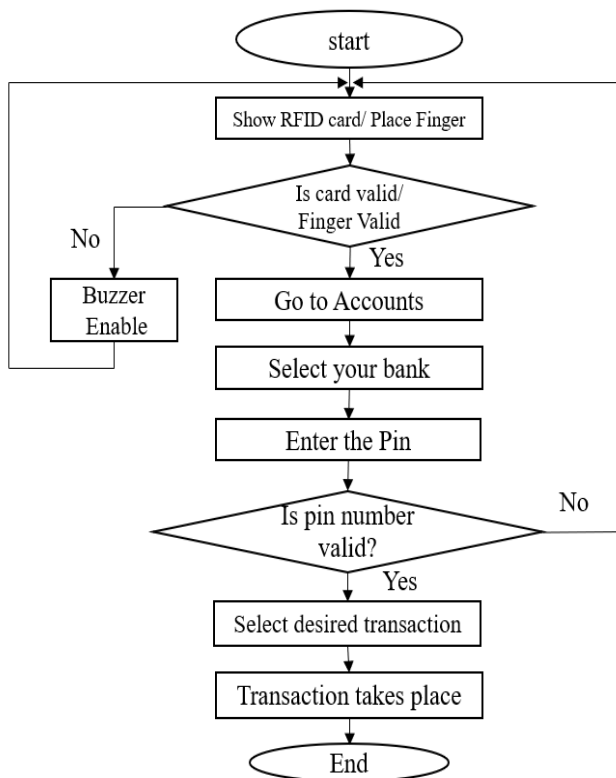 start
Show RFID card/ Place Finger
Is card valid/
Finger Valid
No
Yes
Buzzer
Enable
Go to Accounts
Select your bank
Enter the Pin
Is pin number
valid?
No
Yes
Select desired transaction
Transaction takes place
End